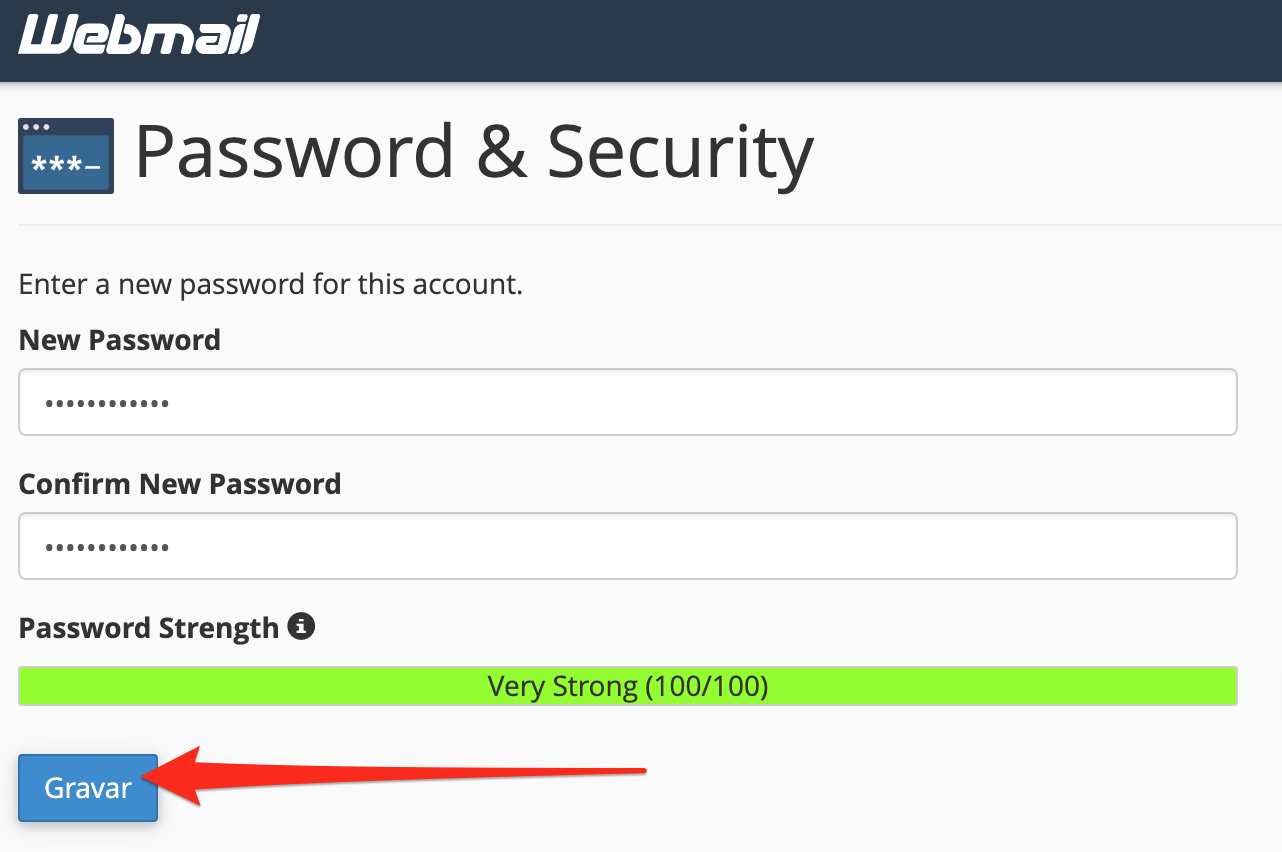 Webmail
***_
Password & Security
Enter a new password for this account.
New Password
••••••••••••
Confirm New Password
••••••••••••
Password Strength
Very Strong (100/100)
Gravar